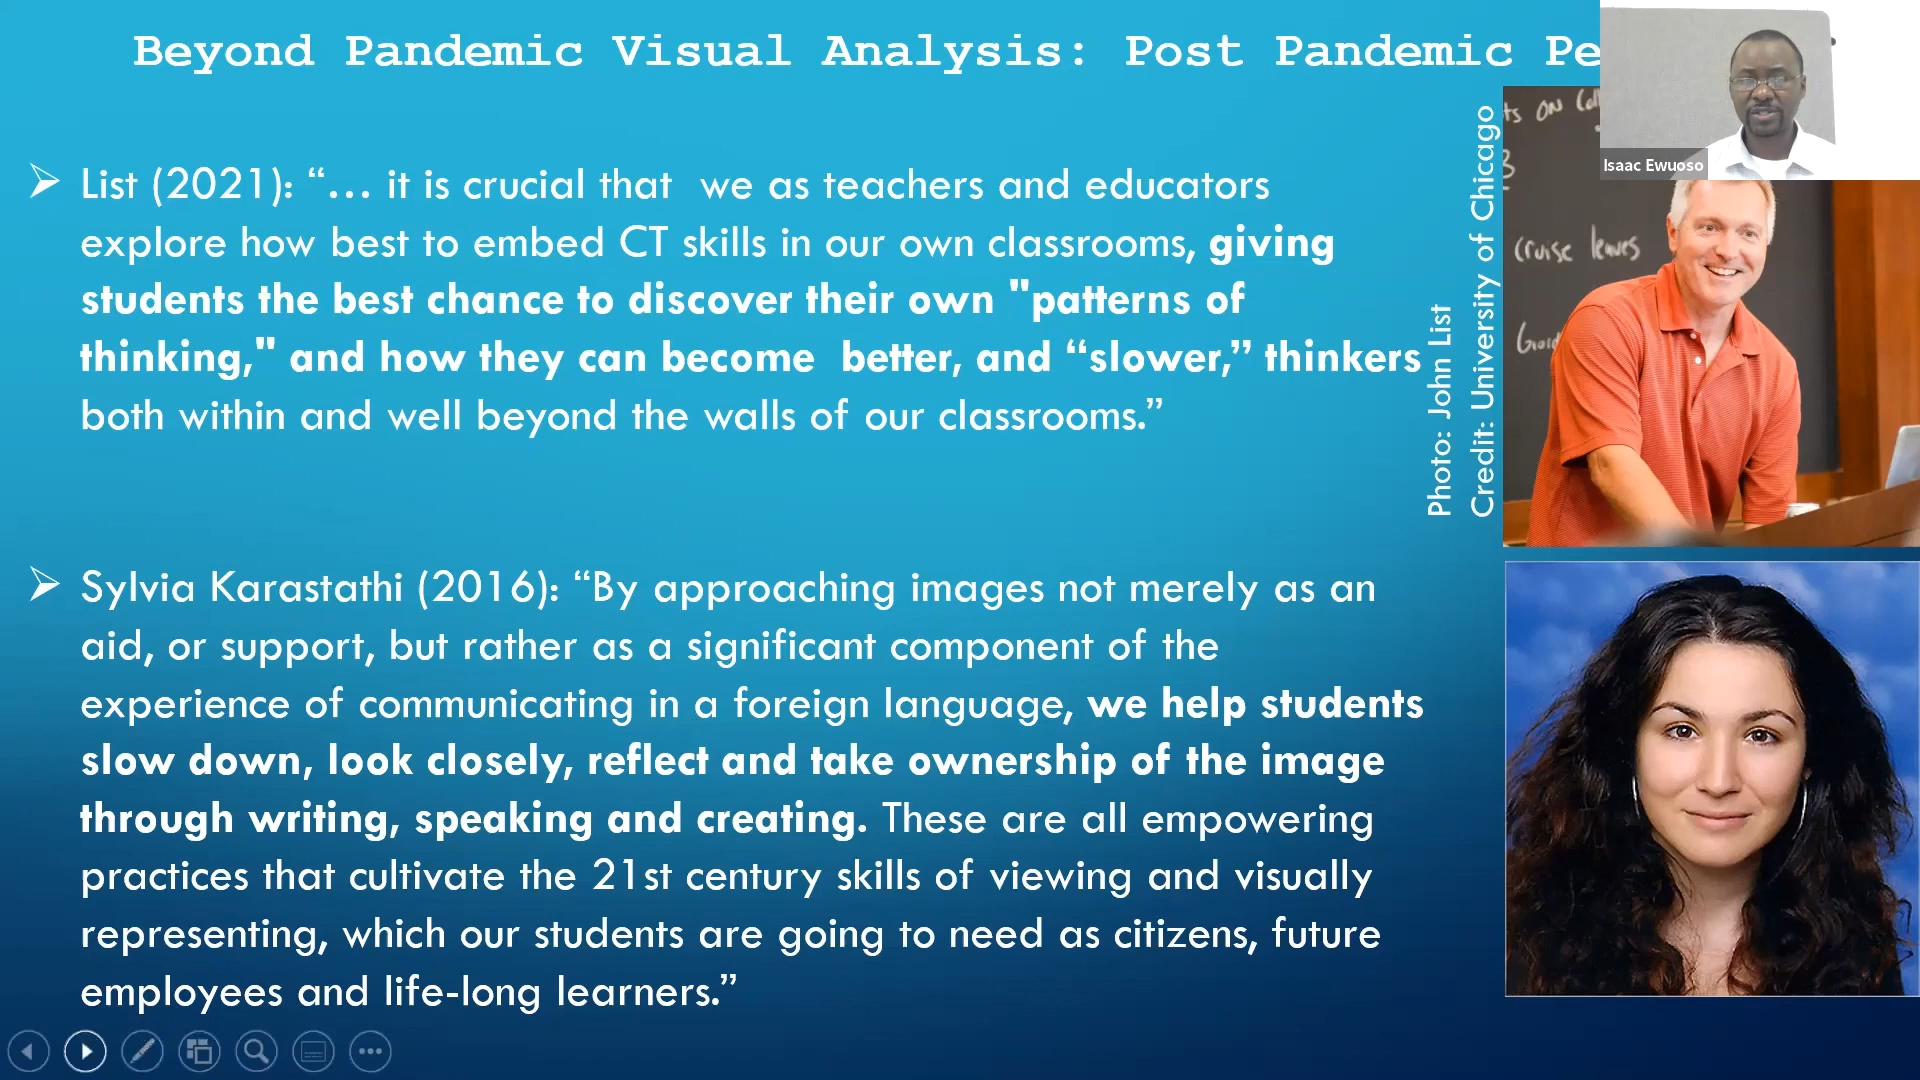 Beyond Pandemic Visual Analysis: Post Pandemic Pe
Isaac Ewuoso
➢ List (2021): “… it is crucial that  we as teachers and educators
explore how best to embed CT skills in our own classrooms, giving
students the best chance to discover their own "patterns of
thinking," and how they can become  better, and “slower,” thinkers
both within and well beyond the walls of our classrooms.”
Photo: John List
Credit: University of Chicago
ts on
cruise leaves
➢ Sylvia Karastathi (2016): “By approaching images not merely as an
aid, or support, but rather as a significant component of the
experience of communicating in a foreign language, we help students
slow down, look closely, reflect and take ownership of the image
through writing, speaking and creating. These are all empowering
practices that cultivate the 21st century skills of viewing and visually
representing, which our students are going to need as citizens, future
employees and life-long learners.”